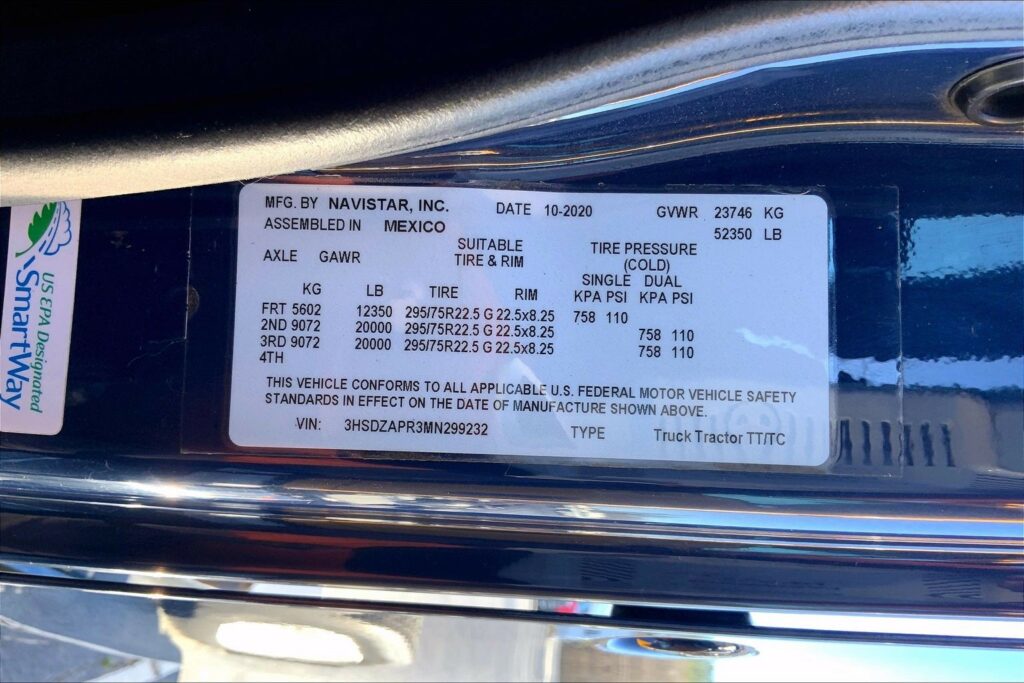 MFG. BY NAVISTAR, INC. DATE 10-2020 GVWR 23746 KG
ASSEMBLED IN MEXICO 52350 LB
SUITABLE TIRE PRESSURE
AXLE GAWR TIRE & RIM (COLD)
SINGLE DUAL
KG LB TIRE RIM KPA PSI KPA PSI
FRT 5602 12350 295/75R22.5 G 22.5x8.25 758 110
2ND 9072 20000 295/75R22.5 G 22.5x8.25 758 110
3RD 9072 20000 295/75R22.5 G 22.5x8.25 758 110
4TH
THIS VEHICLE CONFORMS TO ALL APPLICABLE U.S. FEDERAL MOTOR VEHICLE SAFETY
STANDARDS IN EFFECT ON THE DATE OF MANUFACTURE SHOWN ABOVE.
VIN: 3HSDZAPR3MN299232 TYPE Truck Tractor TT/TC
US EPA Designated
SmartWay